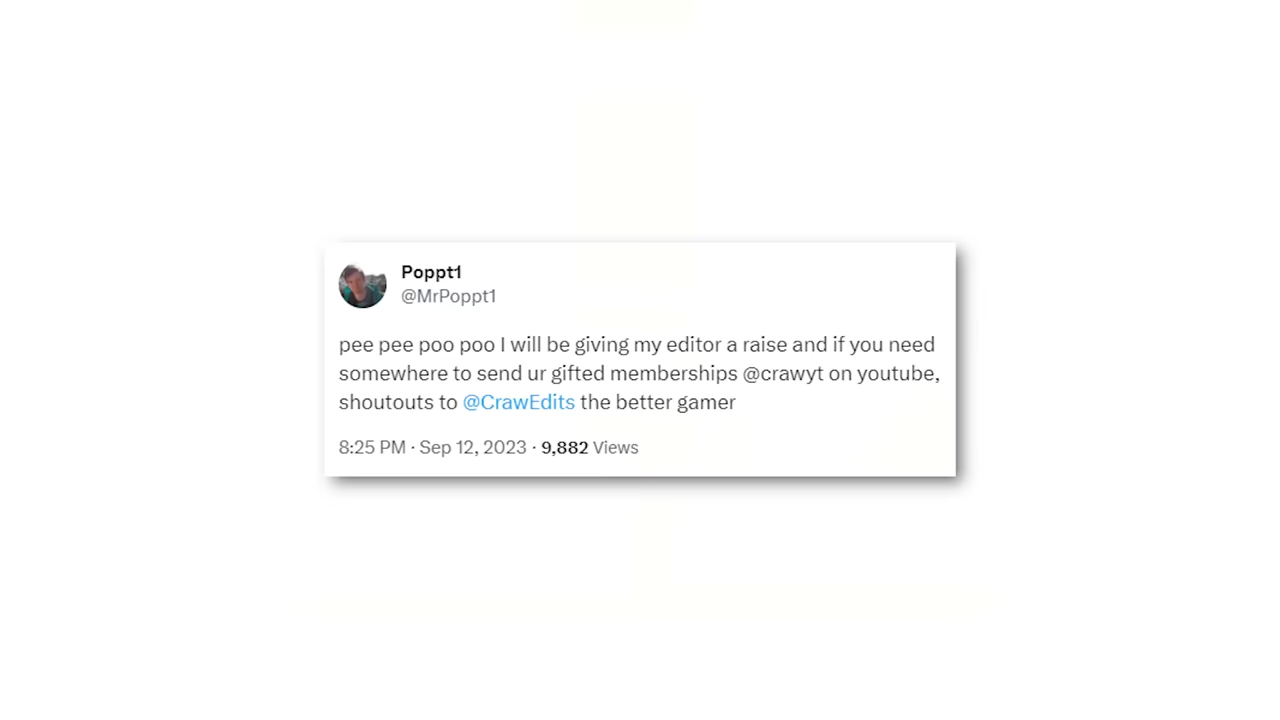 Poppt1
@MrPoppt1
pee pee poo poo I will be giving my editor a raise and if you need
somewhere to send ur gifted memberships @crawyt on youtube,
shoutouts to @CrawEdits the better gamer
8:25 PM · Sep 12, 2023 · 9,882 Views